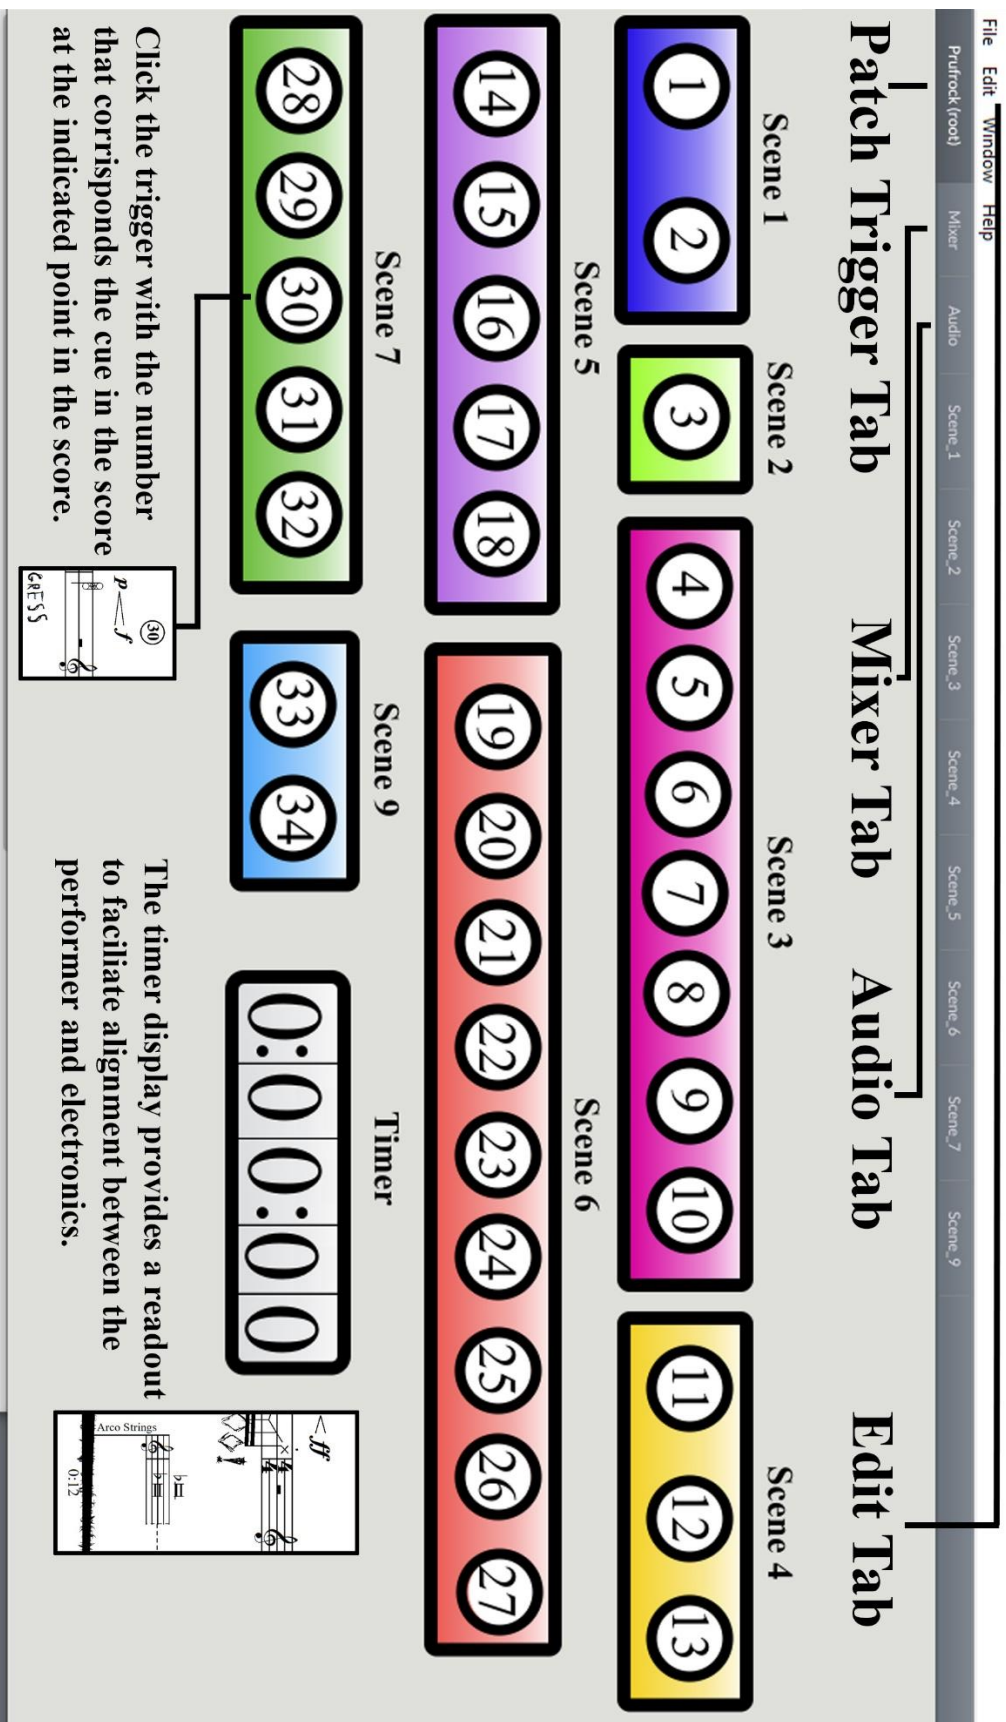 File Edit Window Help
Prufrock (root) Mixer Audio Scene_1 Scene_2 Scene_3 Scene_4 Scene_5 Scene_6 Scene_7 Scene_9
Patch Trigger Tab Mixer Tab Audio Tab Edit Tab
Scene 1 Scene 2 Scene 3 Scene 4
1 2 3 4 5 6 7 8 9 10 11 12 13
Scene 5 Scene 6
14 15 16 17 18 19 20 21 22 23 24 25 26 27
Scene 7 Scene 9 Timer
28 29 30 31 32 33 34 0:00:00
Click the trigger with the number
that corrisponds the cue in the score
at the indicated point in the score.
30
p f
GRESS
The timer display provides a readout
to faciliate alignment between the
performer and electronics.
ff
Arco Strings
0:12